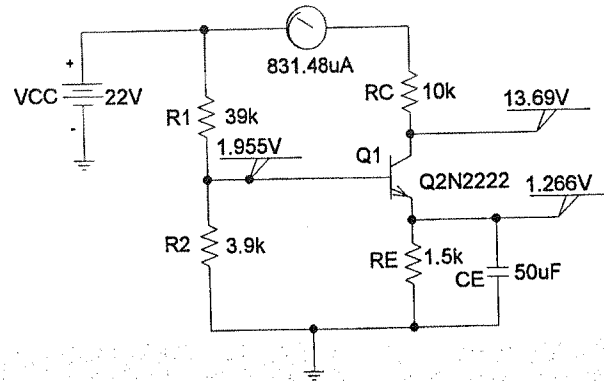 831.48uA
+
VCC
22V
-
R1
39k
RC
10k
13.69V
1.955V
Q1
Q2N2222
1.266V
R2
3.9k
RE
1.5k
CE
50uF